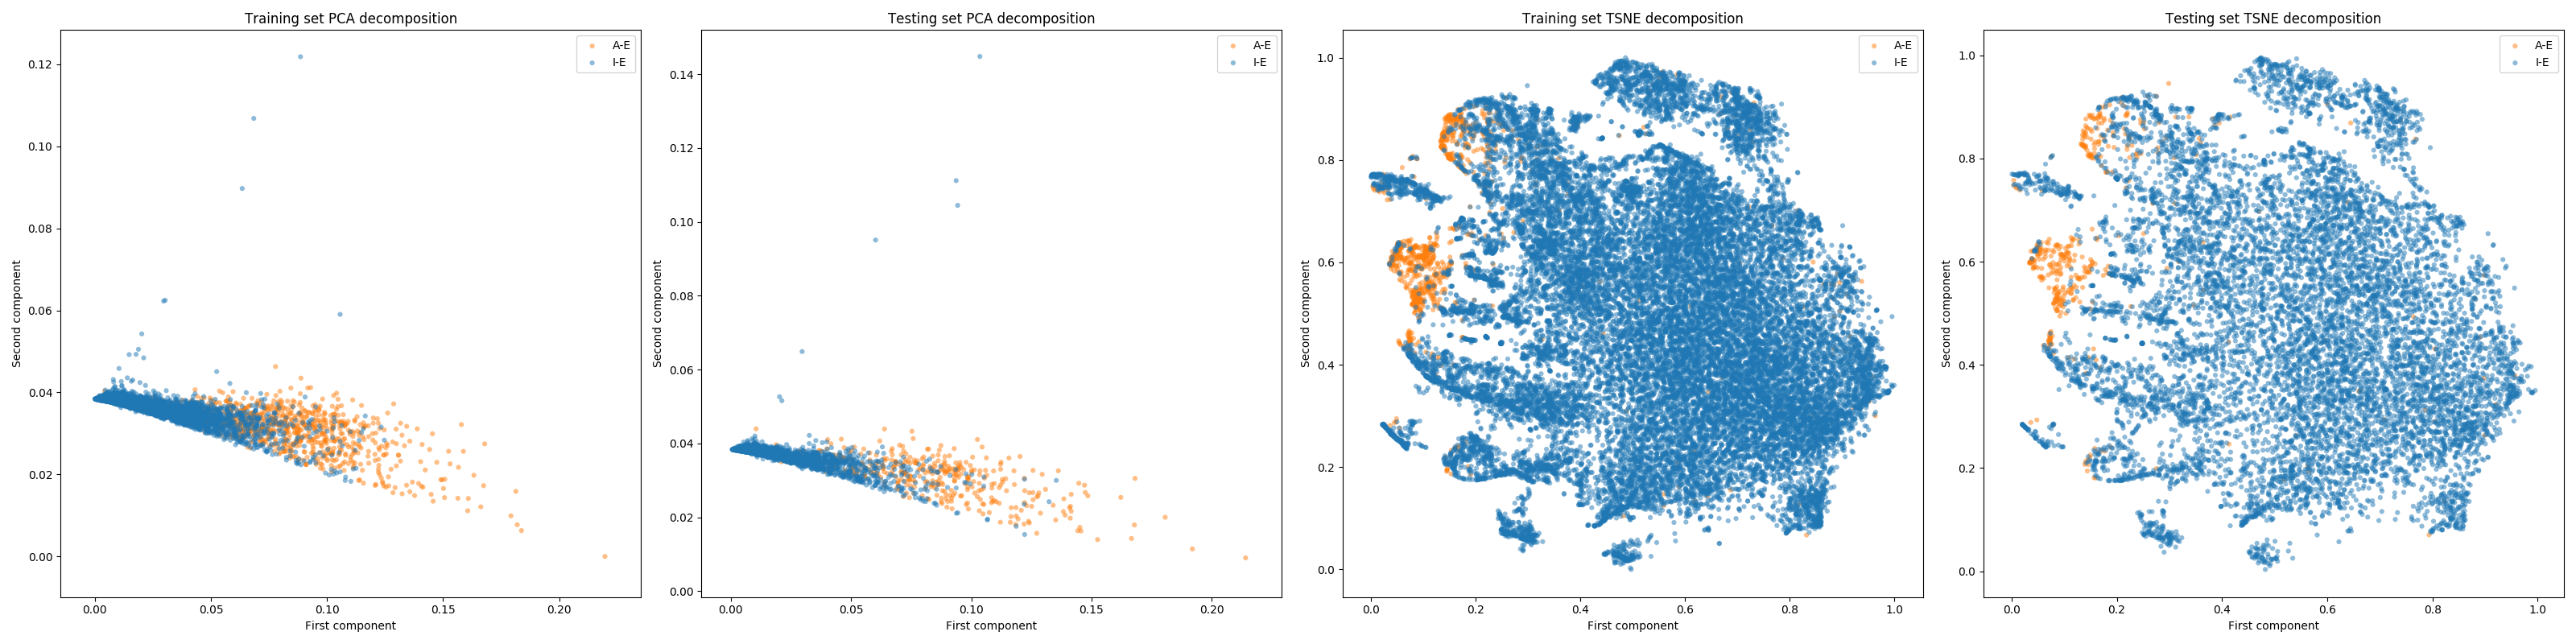 Training set PCA decomposition
A-E
I-E
0.12
0.10
0.08
0.06
0.04
0.02
0.00
Second component
0.00
0.05
0.10
0.15
0.20
First component
Testing set PCA decomposition
A-E
I-E
0.14
0.12
0.10
0.08
0.06
0.04
0.02
0.00
Second component
0.00
0.05
0.10
0.15
0.20
First component
Training set TSNE decomposition
A-E
I-E
1.0
0.8
0.6
0.4
0.2
0.0
Second component
0.0
0.2
0.4
0.6
0.8
1.0
First component
Testing set TSNE decomposition
A-E
I-E
1.0
0.8
0.6
0.4
0.2
0.0
Second component
0.0
0.2
0.4
0.6
0.8
1.0
First component